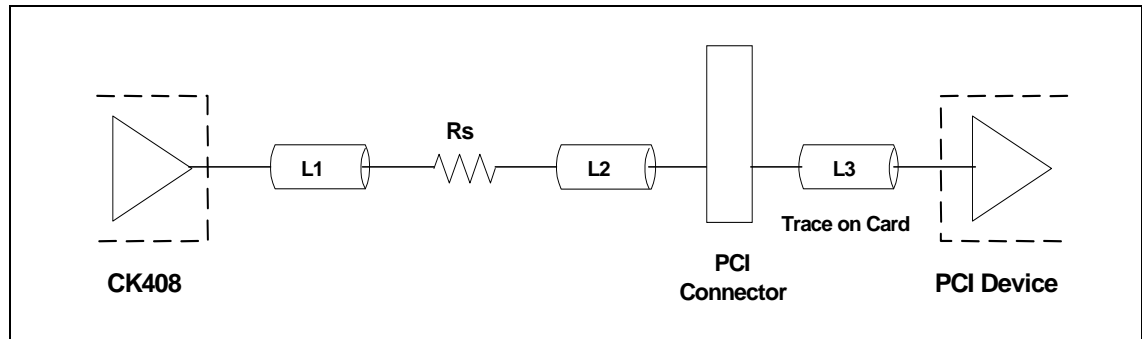 Rs
L1
L2
L3
Trace on Card
CK408
PCI
Connector
PCI Device